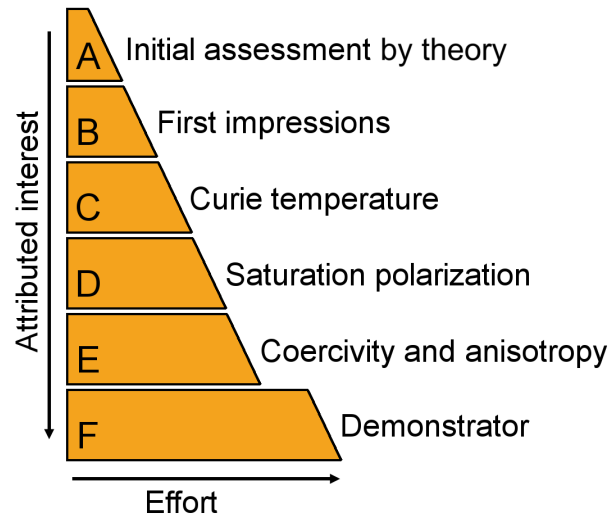 A Initial assessment by theory
B First impressions
C Curie temperature
D Saturation polarization
E Coercivity and anisotropy
F Demonstrator
Attributed interest
Effort